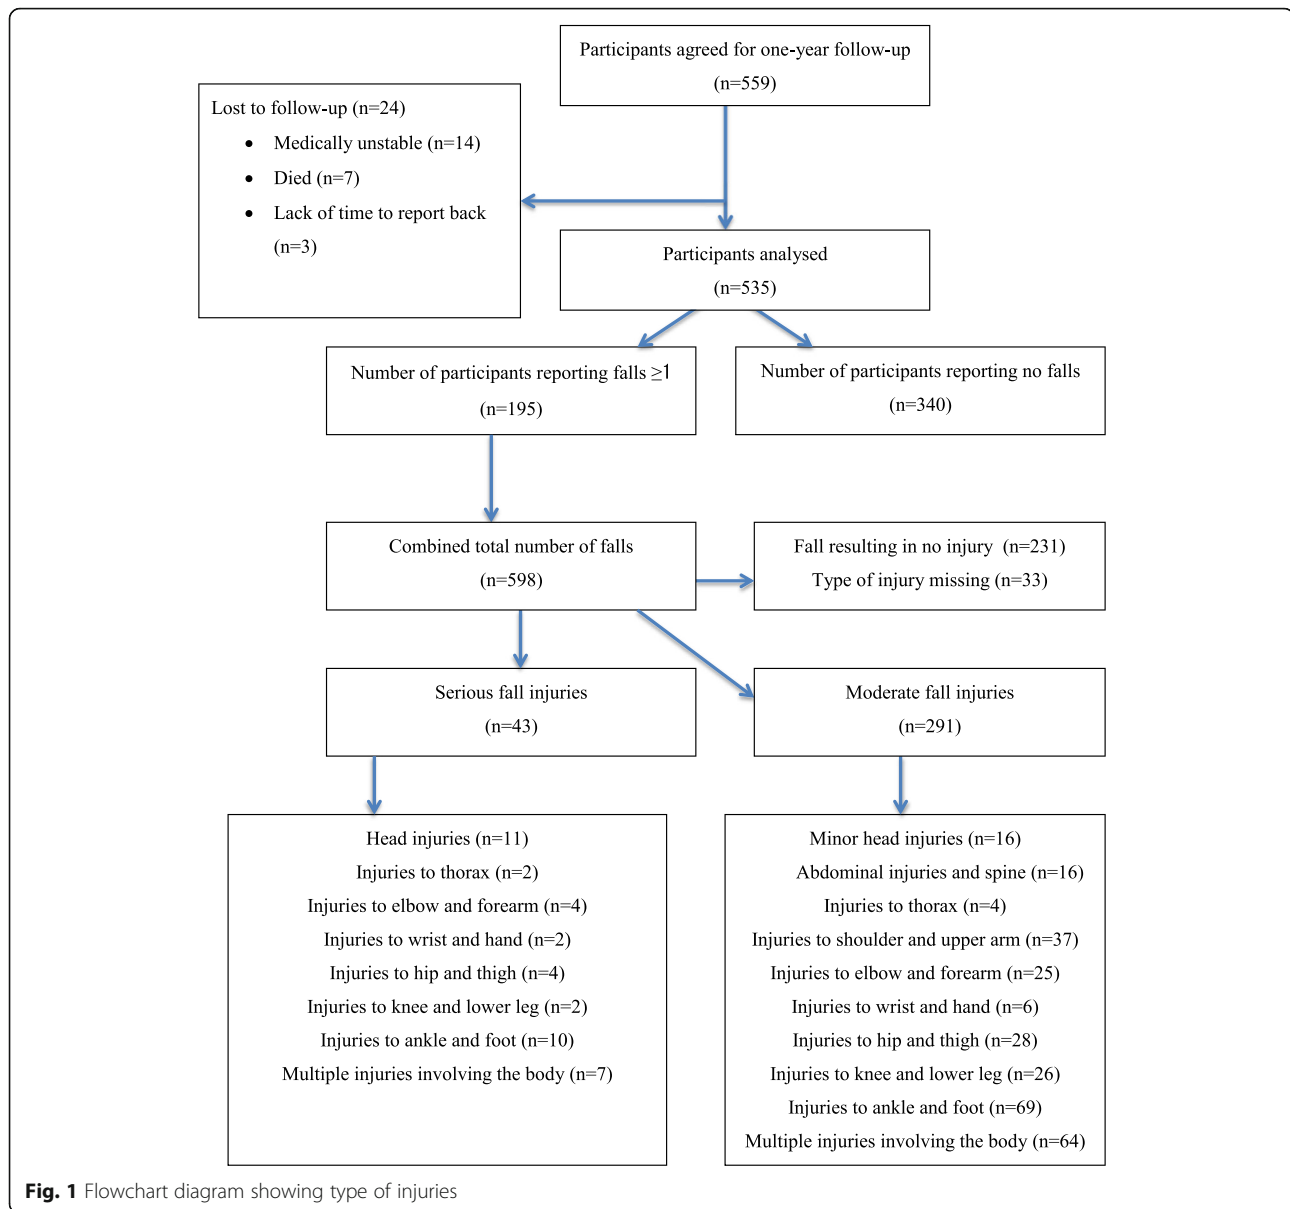 Participants agreed for one-year follow-up
(n=559)
Lost to follow-up (n=24)
• Medically unstable (n=14)
• Died (n=7)
• Lack of time to report back
(n=3)
Participants analysed
(n=535)
Number of participants reporting falls ≥1
(n=195)
Number of participants reporting no falls
(n=340)
Combined total number of falls
(n=598)
Fall resulting in no injury (n=231)
Type of injury missing (n=33)
Serious fall injuries
(n=43)
Moderate fall injuries
(n=291)
Head injuries (n=11)
Injuries to thorax (n=2)
Injuries to elbow and forearm (n=4)
Injuries to wrist and hand (n=2)
Injuries to hip and thigh (n=4)
Injuries to knee and lower leg (n=2)
Injuries to ankle and foot (n=10)
Multiple injuries involving the body (n=7)
Minor head injuries (n=16)
Abdominal injuries and spine (n=16)
Injuries to thorax (n=4)
Injuries to shoulder and upper arm (n=37)
Injuries to elbow and forearm (n=25)
Injuries to wrist and hand (n=6)
Injuries to hip and thigh (n=28)
Injuries to knee and lower leg (n=26)
Injuries to ankle and foot (n=69)
Multiple injuries involving the body (n=64)
Fig. 1 Flowchart diagram showing type of injuries